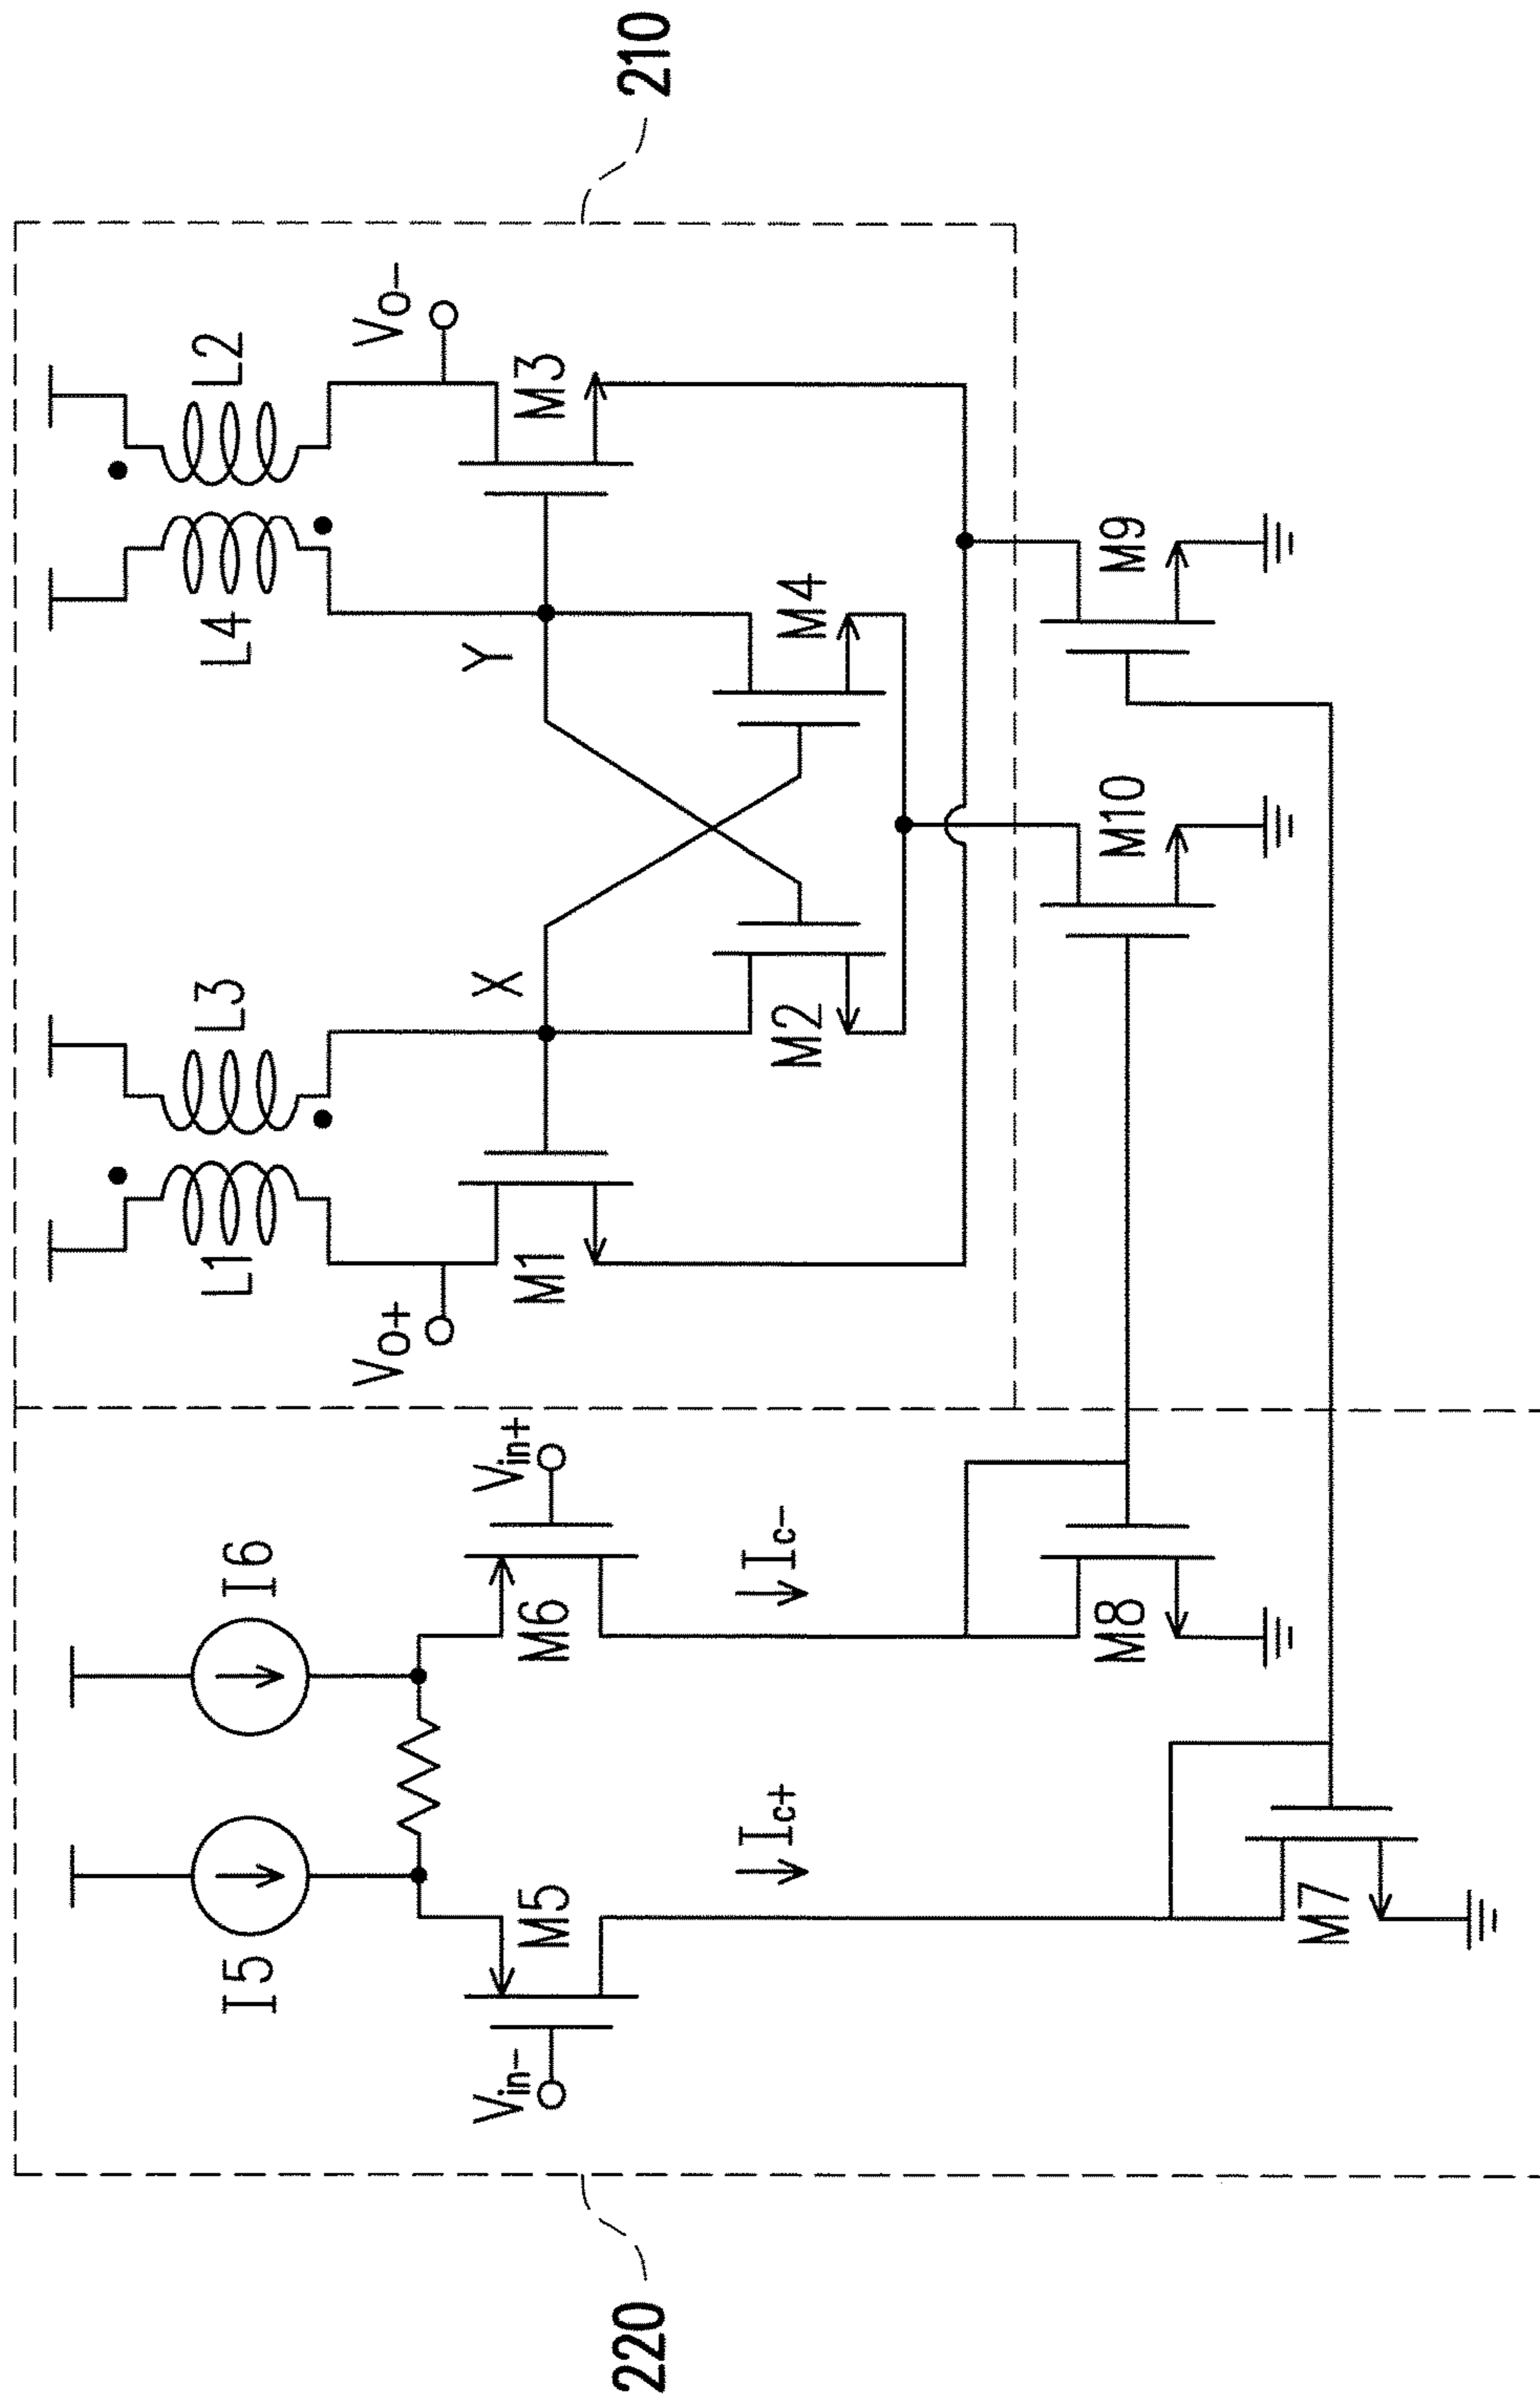 220
210
I5
I6
L1
L3
L4
L2
Vo+
Vo-
Vin-
M5
M6
Vin+
M1
X
Y
M3
Ic+
Ic-
M2
M4
M7
M8
M10
M9